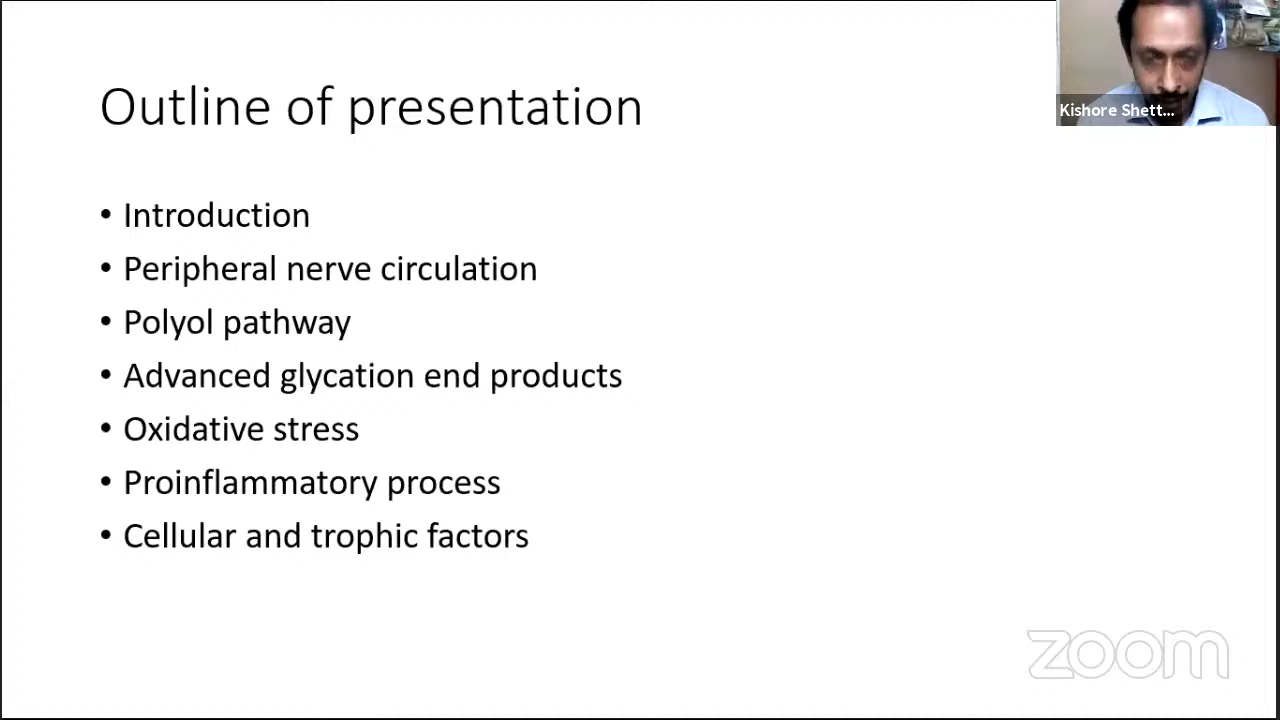 Outline of presentation
Kishore Shett...
• Introduction
• Peripheral nerve circulation
• Polyol pathway
• Advanced glycation end products
• Oxidative stress
• Proinflammatory process
• Cellular and trophic factors
zoom